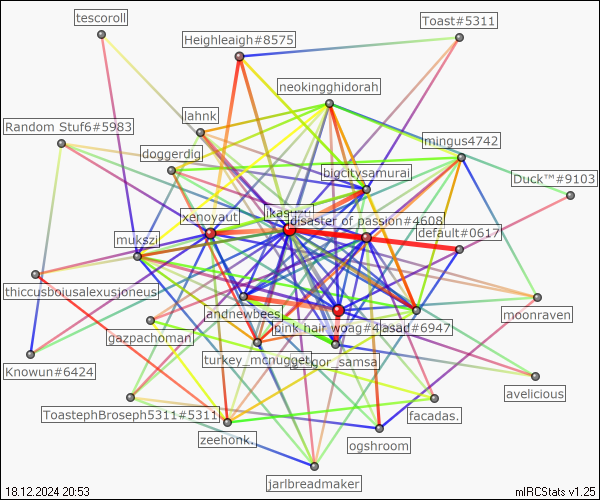 tescoroll
Toast#5311
Heighleaigh#8575
neokingghidorah
lahnk
Random Stuf6#5983
mingus4742
doggerdig
bigcitysamurai
Duck™#9103
xenoyaut
disaster of passion#4608
default#0617
mukszi
thiccusboiusalexusjoneus
andnewbees
moonraven
pink hair woag#4
asad#6947
gazpachoman
turkey_mcnugget
gor_samsa
Knowun#6424
avelicious
ToastephBroseph5311#5311
facadas.
zeehonk.
ogshroom
jarlbreadmaker
18.12.2024 20:53
mIRCStats v1.25